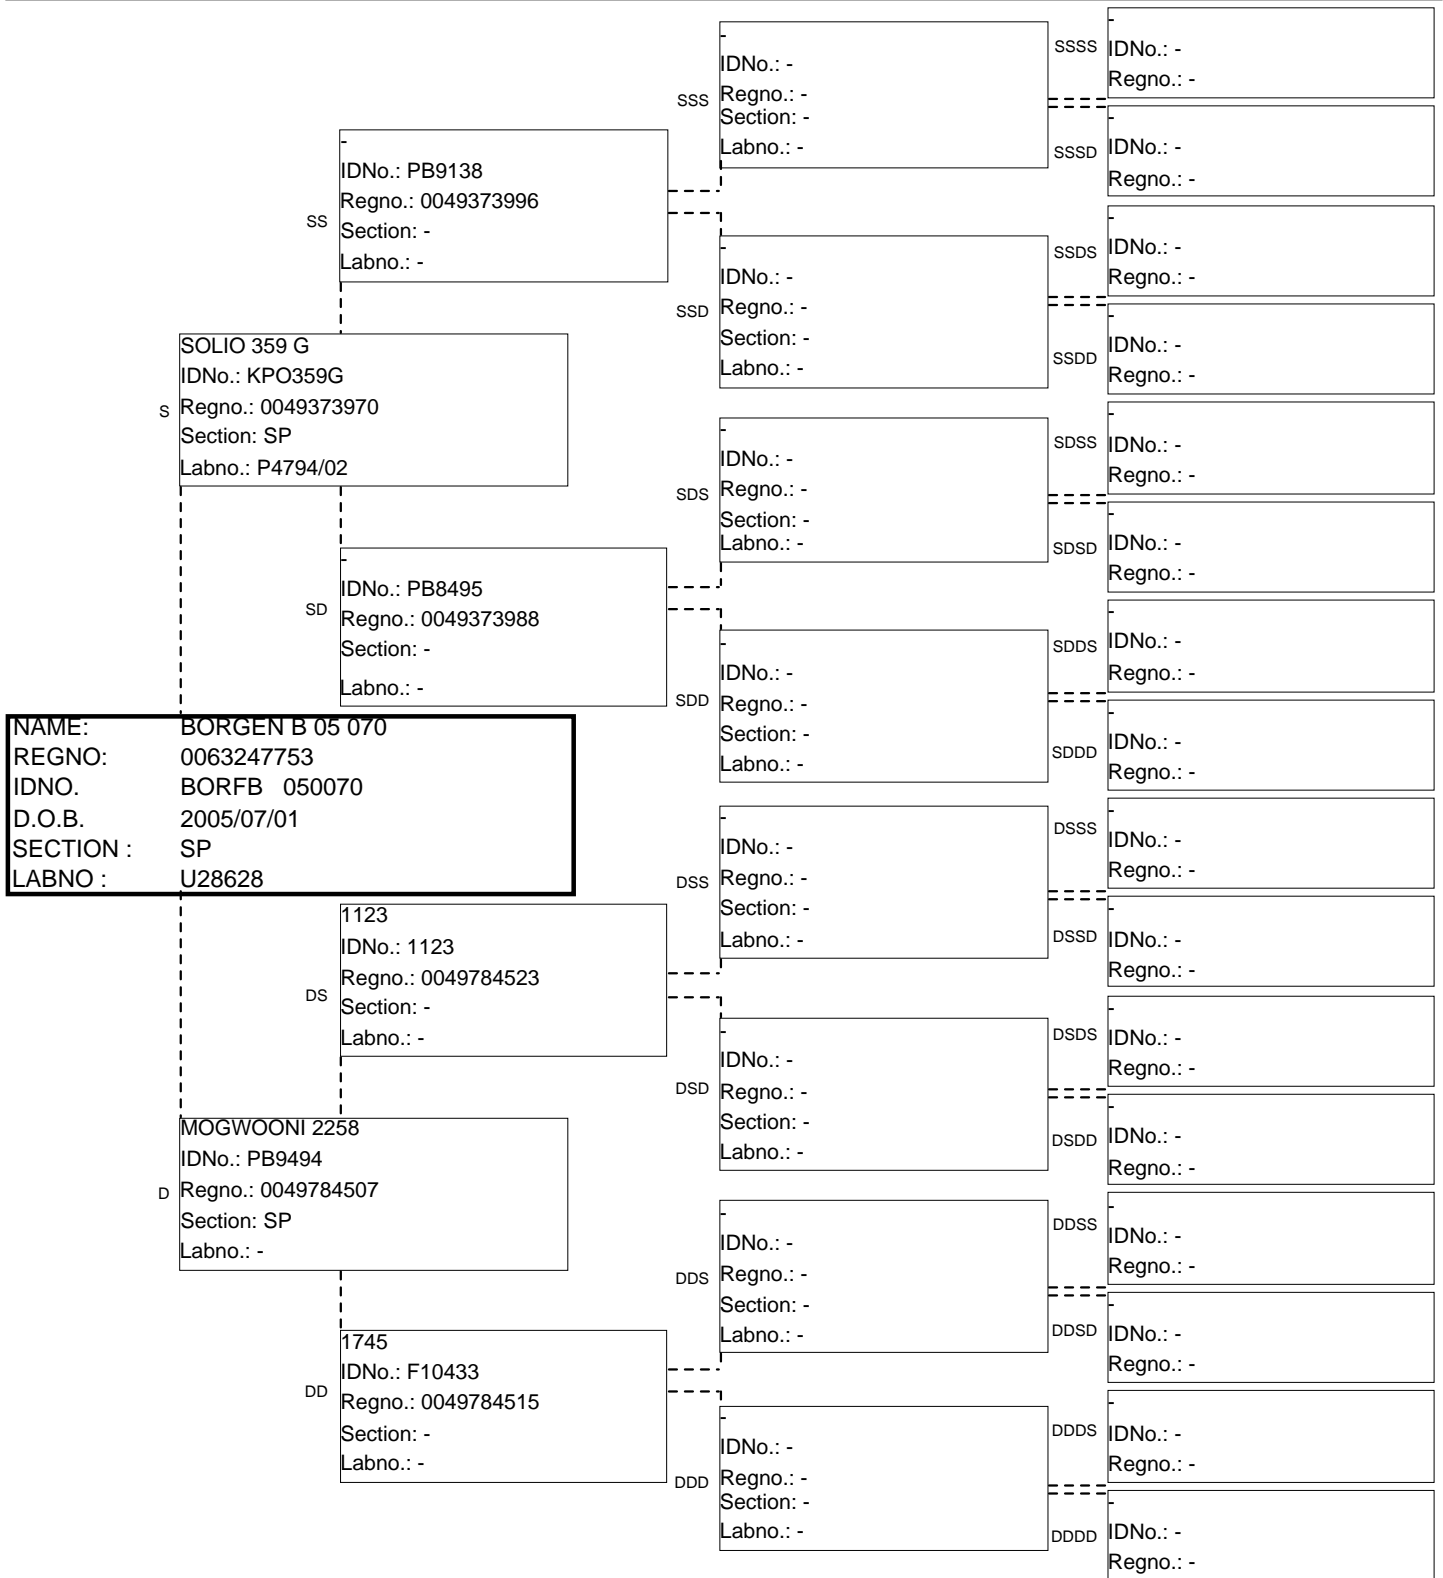 SSSS
-
IDNo.: -
Regno.: -
SSS
-
IDNo.: -
Regno.: -
Section: -
Labno.: -
SSSD
-
IDNo.: -
Regno.: -
SS
-
IDNo.: PB9138
Regno.: 0049373996
Section: -
Labno.: -
SSDS
-
IDNo.: -
Regno.: -
SSD
-
IDNo.: -
Regno.: -
Section: -
Labno.: -
SSDD
-
IDNo.: -
Regno.: -
S
SOLIO 359 G
IDNo.: KPO359G
Regno.: 0049373970
Section: SP
Labno.: P4794/02
SDSS
-
IDNo.: -
Regno.: -
SDS
-
IDNo.: -
Regno.: -
Section: -
Labno.: -
SDSD
-
IDNo.: -
Regno.: -
SD
-
IDNo.: PB8495
Regno.: 0049373988
Section: -
Labno.: -
SDDS
-
IDNo.: -
Regno.: -
SDD
-
IDNo.: -
Regno.: -
Section: -
Labno.: -
SDDD
-
IDNo.: -
Regno.: -
NAME: BORGEN B 05 070
REGNO: 0063247753
IDNO. BORFB 050070
D.O.B. 2005/07/01
SECTION : SP
LABNO : U28628
DSSS
-
IDNo.: -
Regno.: -
DSS
-
IDNo.: -
Regno.: -
Section: -
Labno.: -
DSSD
-
IDNo.: -
Regno.: -
DS
1123
IDNo.: 1123
Regno.: 0049784523
Section: -
Labno.: -
DSDS
-
IDNo.: -
Regno.: -
DSD
-
IDNo.: -
Regno.: -
Section: -
Labno.: -
DSDD
-
IDNo.: -
Regno.: -
D
MOGWOONI 2258
IDNo.: PB9494
Regno.: 0049784507
Section: SP
Labno.: -
DDSS
-
IDNo.: -
Regno.: -
DDS
-
IDNo.: -
Regno.: -
Section: -
Labno.: -
DDSD
-
IDNo.: -
Regno.: -
DD
1745
IDNo.: F10433
Regno.: 0049784515
Section: -
Labno.: -
DDDS
-
IDNo.: -
Regno.: -
DDD
-
IDNo.: -
Regno.: -
Section: -
Labno.: -
DDDD
-
IDNo.: -
Regno.: -